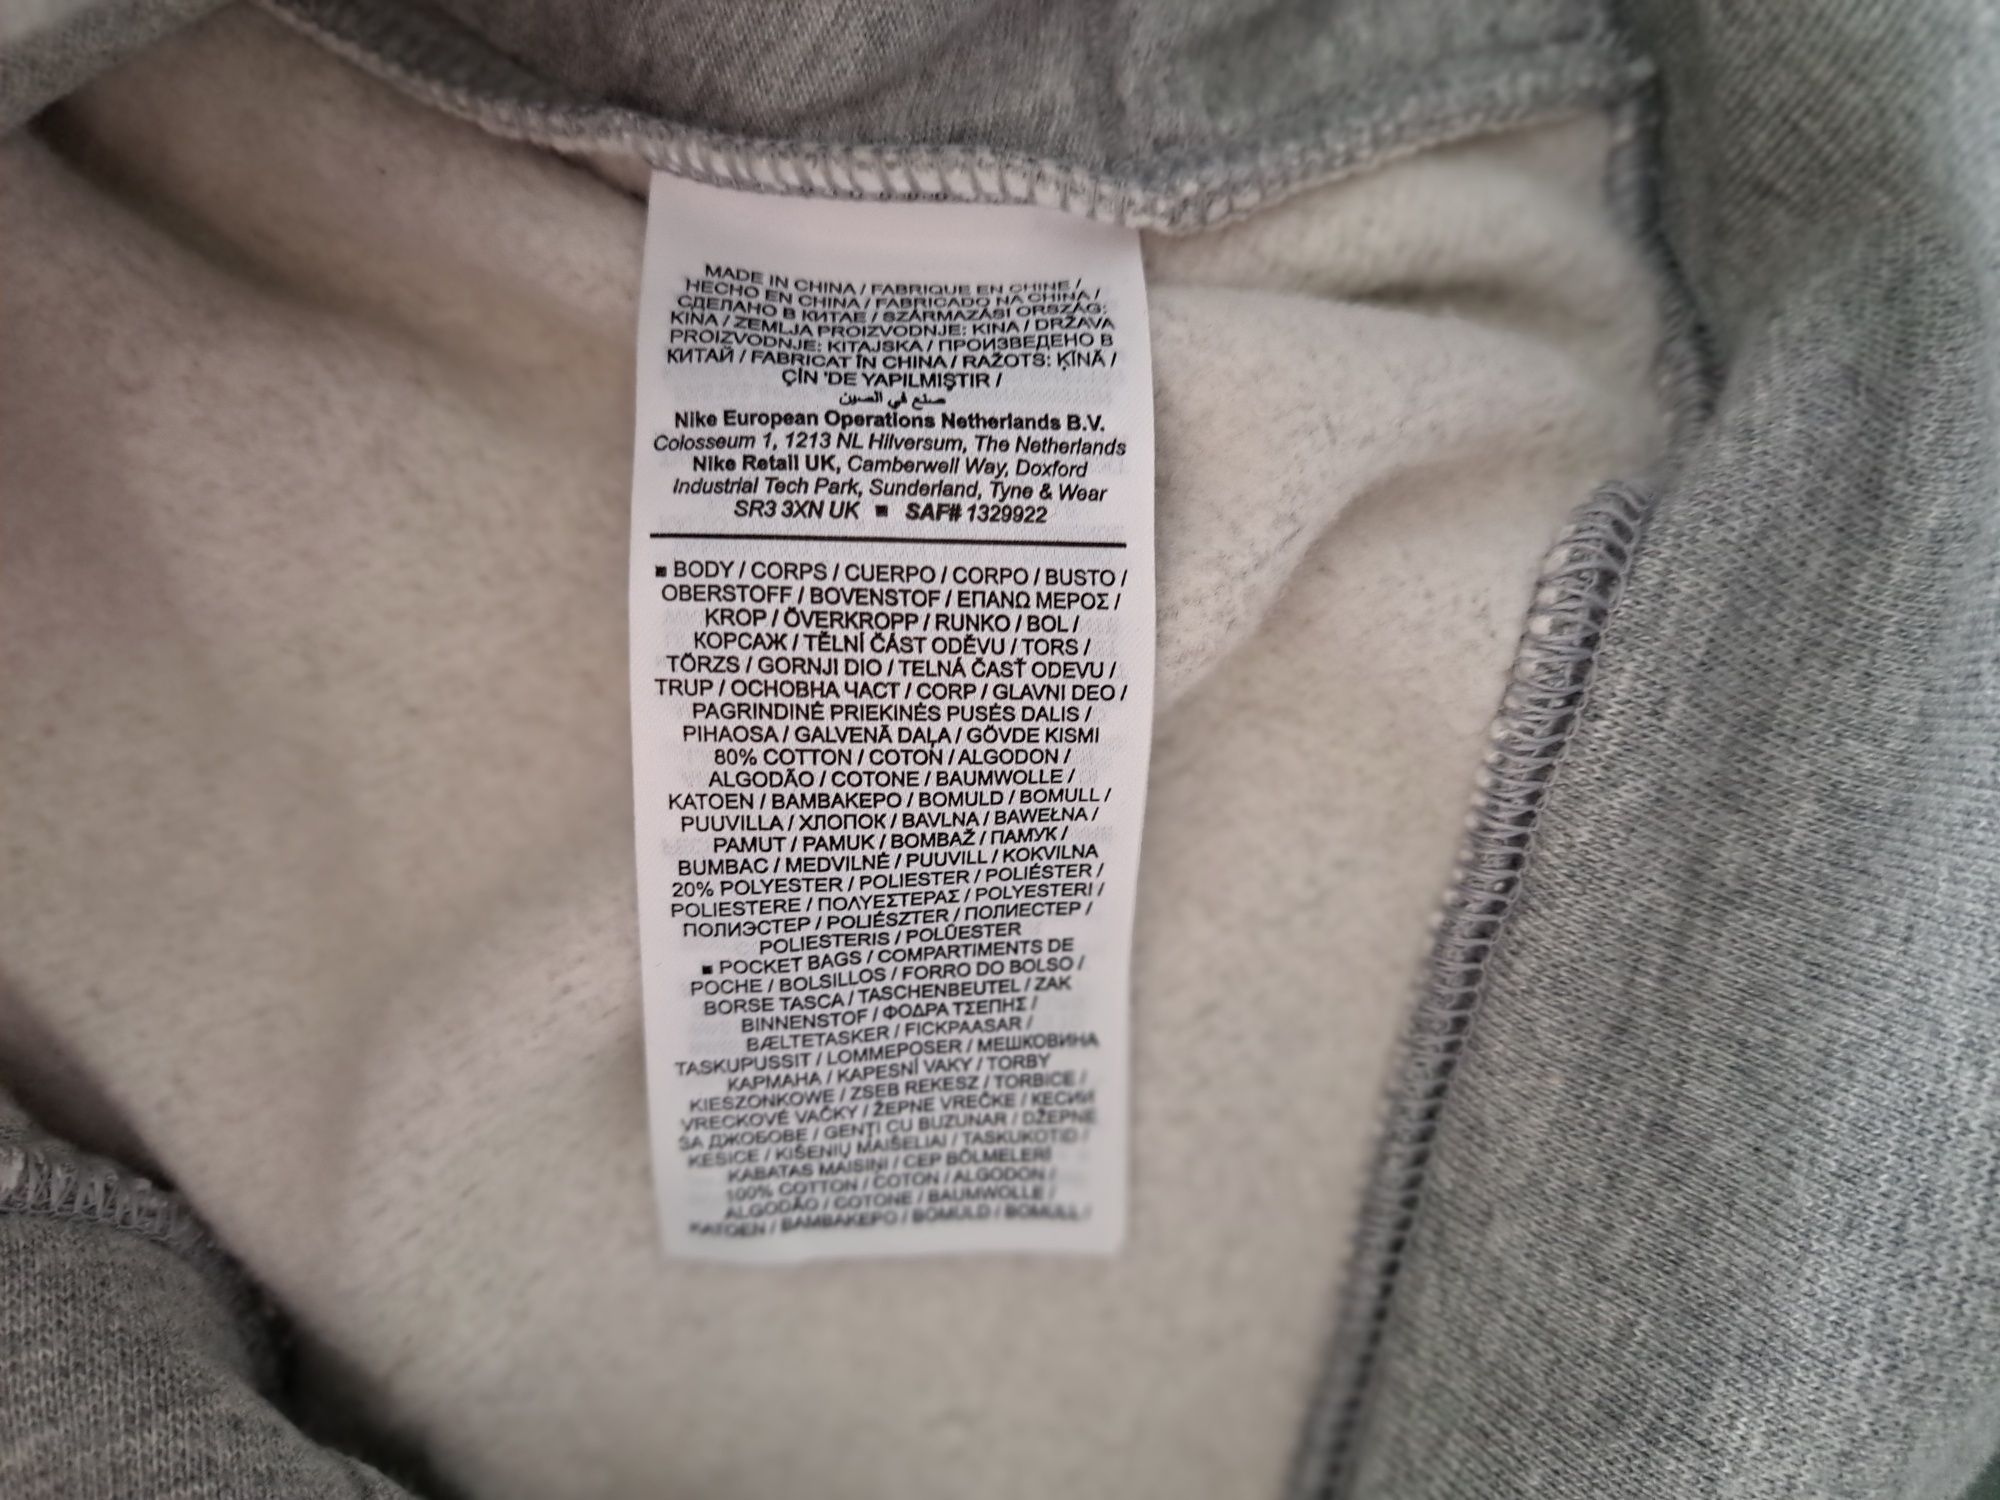 MADE IN CHINA / FABRIQUE EN CHINE /
HECHO EN CHINA / FABRICADO NA CHINA /
СДЕЛАНО В КИТАЕ / SZÁRMAZÁSI ORSZÁG:
KÍNA / ZEMLJA PROIZVODNJE: KINA / DRŽAVA
PROIZVODNJE: KITAJSKA / ПРОИЗВЕДЕНО В
КИТАЙ / FABRICAT ÎN CHINA / RAŽOTS: ĶĪNĀ /
ÇİN 'DE YAPILMIŞTIR /
صنع في الصين
Nike European Operations Netherlands B.V.
Colosseum 1, 1213 NL Hilversum, The Netherlands
Nike Retail UK, Camberwell Way, Doxford
Industrial Tech Park, Sunderland, Tyne & Wear
SR3 3XN UK ■ SAF# 1329922
■ BODY / CORPS / CUERPO / CORPO / BUSTO /
OBERSTOFF / BOVENSTOF / ΕΠΑΝΩ ΜΕΡΟΣ /
KROP / ÖVERKROPP / RUNKO / BOL /
КОРСАЖ / TĚLNÍ ČÁST ODĚVU / TORS /
TÖRZS / GORNJI DIO / TELNÁ ČASŤ ODEVU /
TRUP / ОСНОВНА ЧАСТ / CORP / GLAVNI DEO /
PAGRINDINĖ PRIEKINĖS PUSĖS DALIS /
PIHAOSA / GALVENĀ DAĻA / GÖVDE KISMI
80% COTTON / COTON / ALGODON /
ALGODÃO / COTONE / BAUMWOLLE /
KATOEN / ΒΑΜΒΑΚΕΡΟ / BOMULD / BOMULL /
PUUVILLA / ХЛОПОК / BAVLNA / BAWEŁNA /
PAMUT / PAMUK / BOMBAŽ / ПАМУК /
BUMBAC / MEDVILNĖ / PUUVILL / KOKVILNA
20% POLYESTER / POLIESTER / POLIÉSTER /
POLIESTERE / ΠΟΛΥΕΣΤΕΡΑΣ / POLYESTERI /
ПОЛИЭСТЕР / POLIÉSZTER / ПОЛИЕСТЕР /
POLIESTERIS / POLÜESTER
■ POCKET BAGS / COMPARTIMENTS DE
POCHE / BOLSILLOS / FORRO DO BOLSO /
BORSE TASCA / TASCHENBEUTEL / ZAK
BINNENSTOF / ΦΟΔΡΑ ΤΣΕΠΗΣ /
BÆLTETASKER / FICKPAASAR /
TASKUPUSSIT / LOMMEPOSER / МЕШКОВИНА
КАРМАНА / KAPESNÍ VAKY / TORBY
KIESZONKOWE / ZSEB REKESZ / TORBICE /
VRECKOVÉ VAČKY / ŽEPNE VREČKE / КЕСИИ
ЗА ДЖОБОВЕ / GENŢI CU BUZUNAR / DŽEPNE
KESICE / KIŠENIŲ MAIŠELIAI / TASKUKOTID /
KABATAS MAISIŅI / CEP BÖLMELERİ
100% COTTON / COTON / ALGODON /
ALGODÃO / COTONE / BAUMWOLLE /
KATOEN / ΒΑΜΒΑΚΕΡΟ / BOMULD / BOMULL /